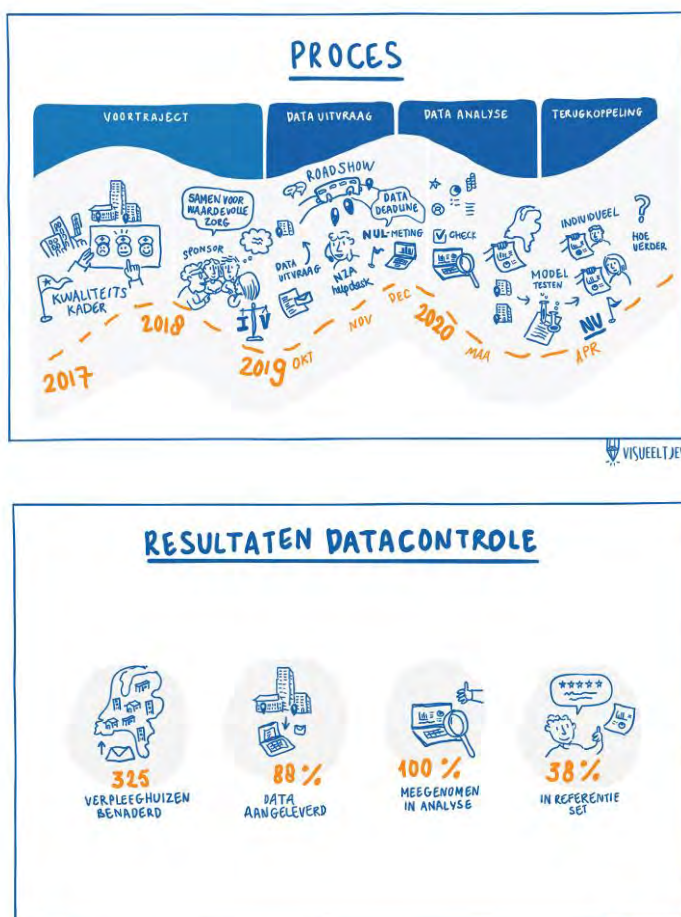 PROCES
VOORTRAJECT
DATA UITVRAAG
DATA ANALYSE
TERUGKOPPELING
KWALITEITS
KADER
SAMEN VOOR
WAARDEVOLLE
ZORG
SPONSOR
I V
ROADSHOW
DATA
DEADLINE
DATA
UITVRAAG
NZA
helpdesk
NUL-METING
CHECK
MODEL
TESTEN
INDIVIDUEEL
HOE
VERDER
NU
2017
2018
2019
OKT
NOV
DEC
2020
MAA
APR
VISUEELTJE
RESULTATEN DATACONTROLE
325
VERPLEEGHUIZEN
BENADERD
88 %
DATA
AANGELEVERD
100 %
MEEGENOMEN
IN ANALYSE
38%
IN REFERENTIE
SET